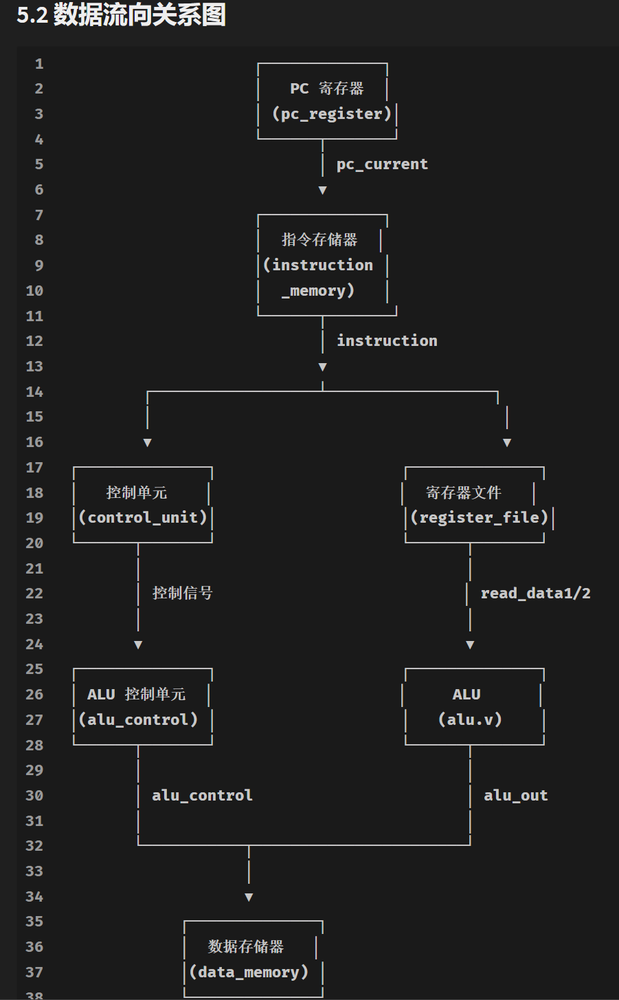 5.2 数据流向关系图
1
2 PC 寄存器
3 (pc_register)
4
5 pc_current
6 ▼
7
8 指令存储器
9 (instruction
10 _memory)
11
12 instruction
13 ▼
14
15
16 ▼ ▼
17
18 控制单元 寄存器文件
19 (control_unit) (register_file)
20
21
22 控制信号 read_data1/2
23
24 ▼ ▼
25
26 ALU 控制单元 ALU
27 (alu_control) (alu.v)
28
29
30 alu_control alu_out
31
32
33
34 ▼
35
36 数据存储器
37 (data_memory)
38